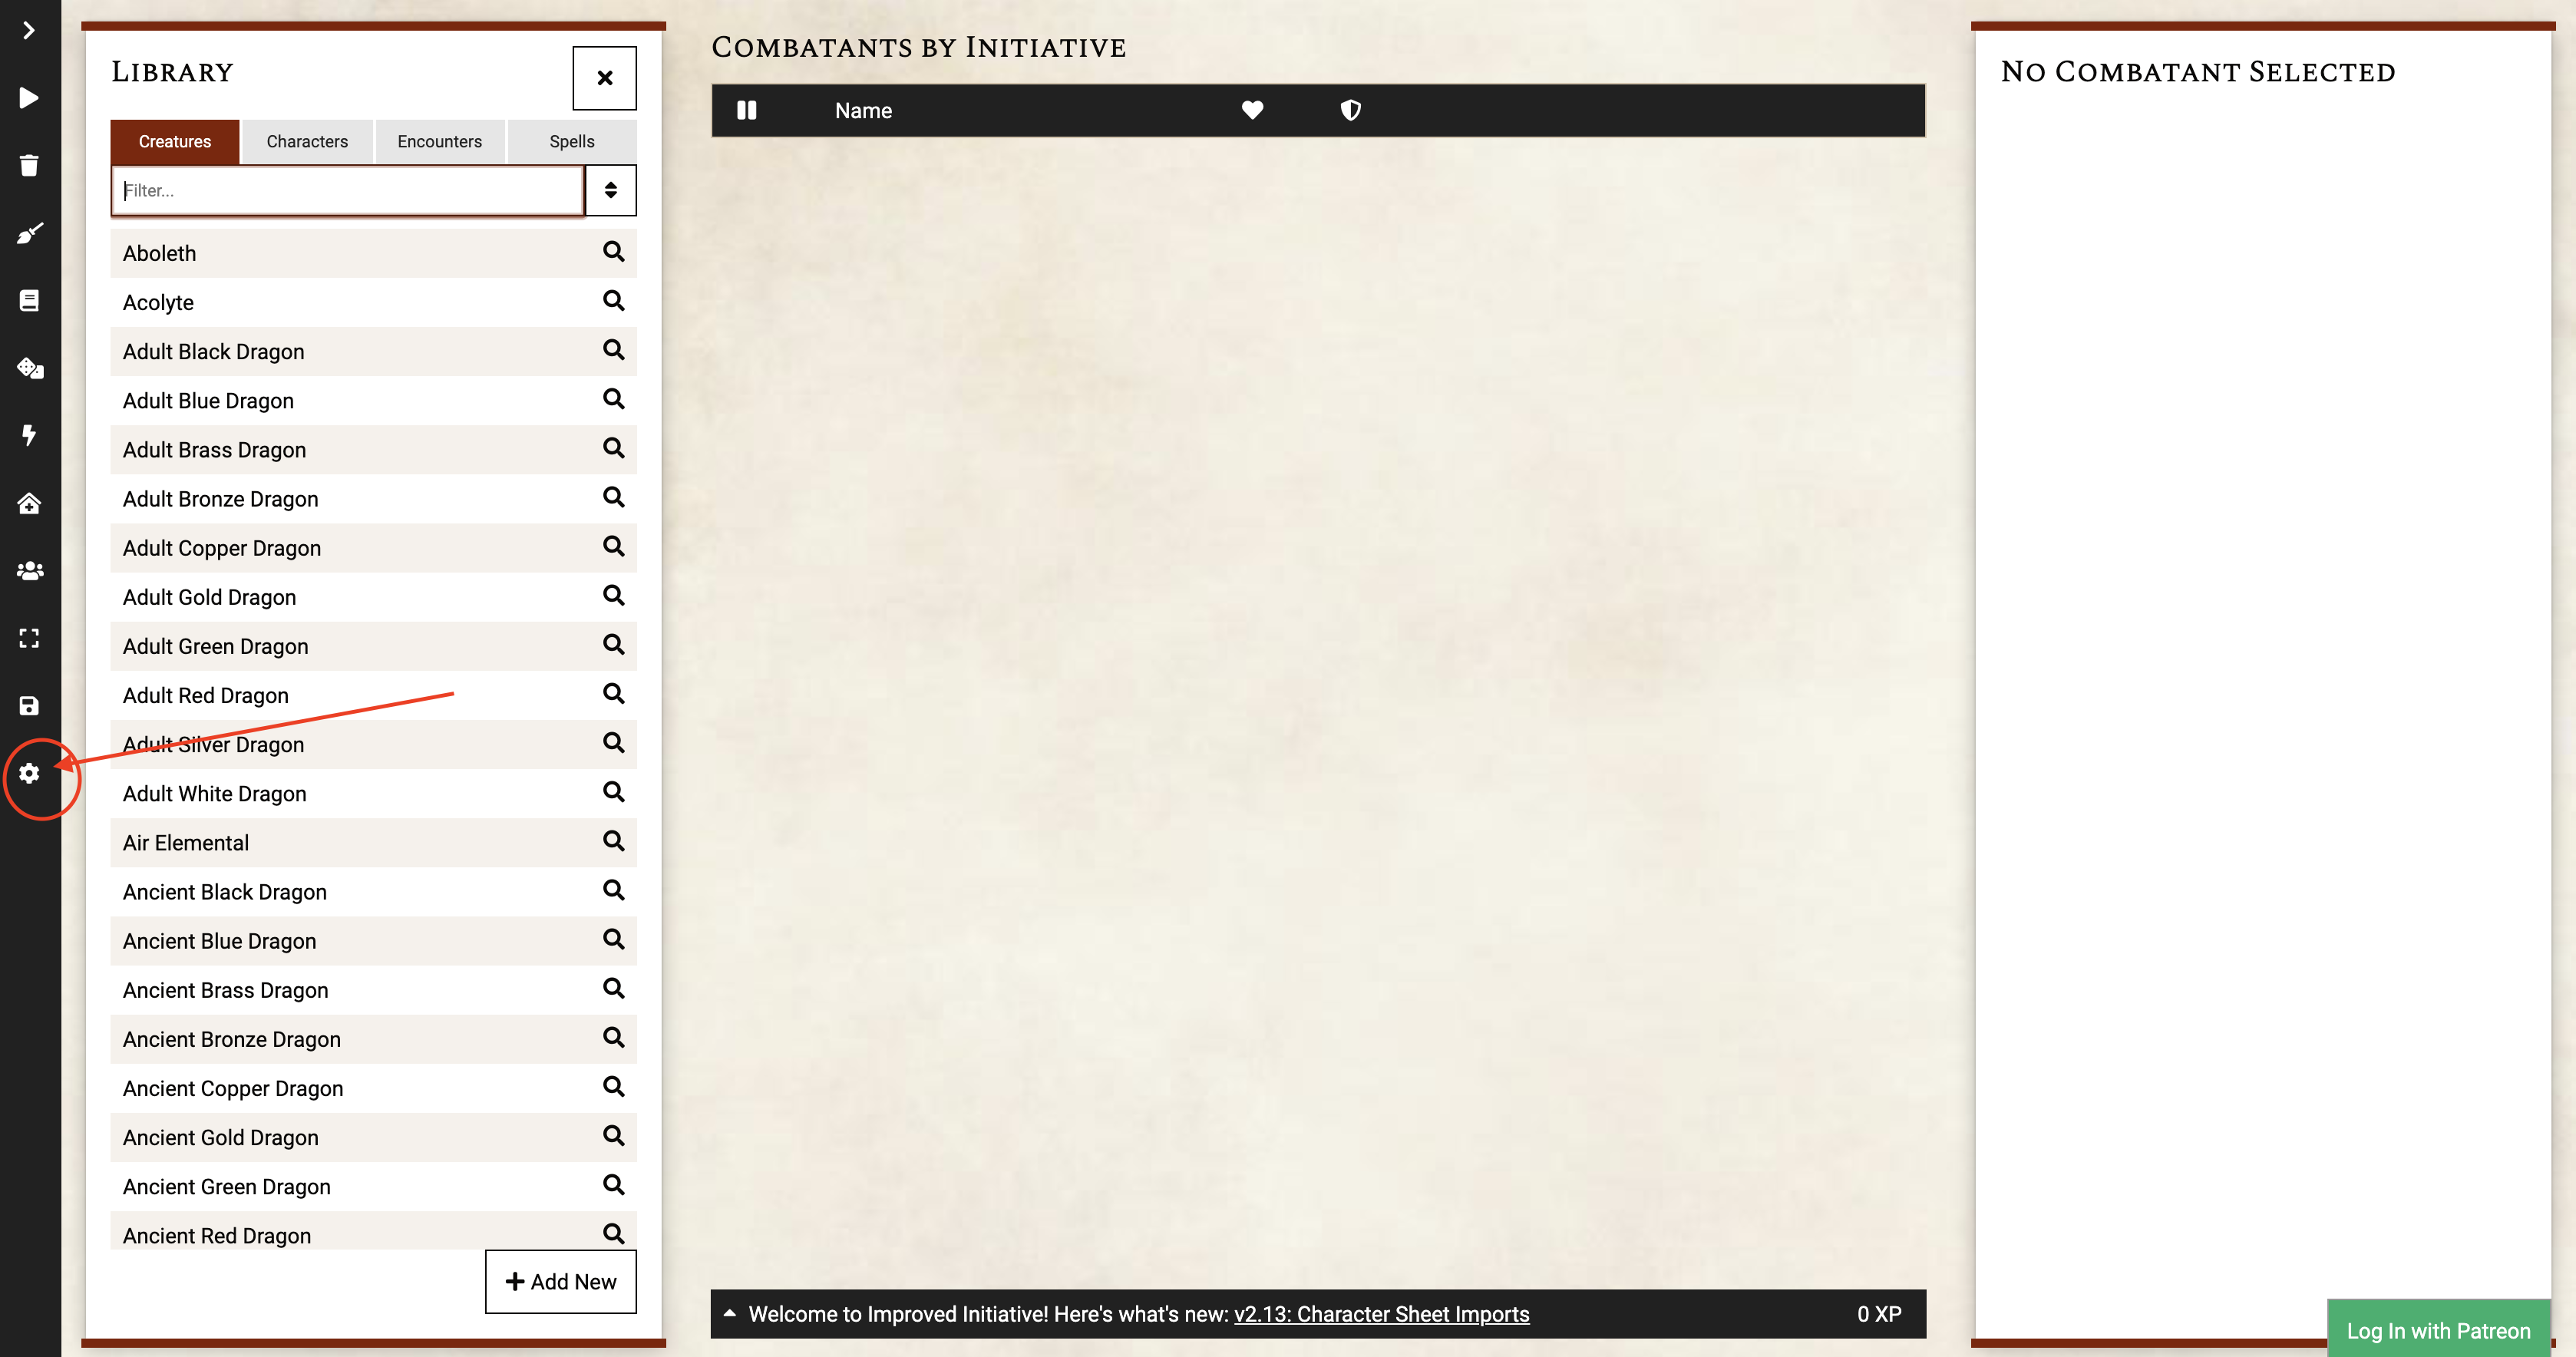 Library
Creatures
Characters
Encounters
Spells
Filter...
Aboleth
Acolyte
Adult Black Dragon
Adult Blue Dragon
Adult Brass Dragon
Adult Bronze Dragon
Adult Copper Dragon
Adult Gold Dragon
Adult Green Dragon
Adult Red Dragon
Adult Silver Dragon
Adult White Dragon
Air Elemental
Ancient Black Dragon
Ancient Blue Dragon
Ancient Brass Dragon
Ancient Bronze Dragon
Ancient Copper Dragon
Ancient Gold Dragon
Ancient Green Dragon
Ancient Red Dragon
Add New
Combatants by Initiative
Name
Welcome to Improved Initiative! Here's what's new: v2.13: Character Sheet Imports
0 XP
No Combatant Selected
Log In with Patreon